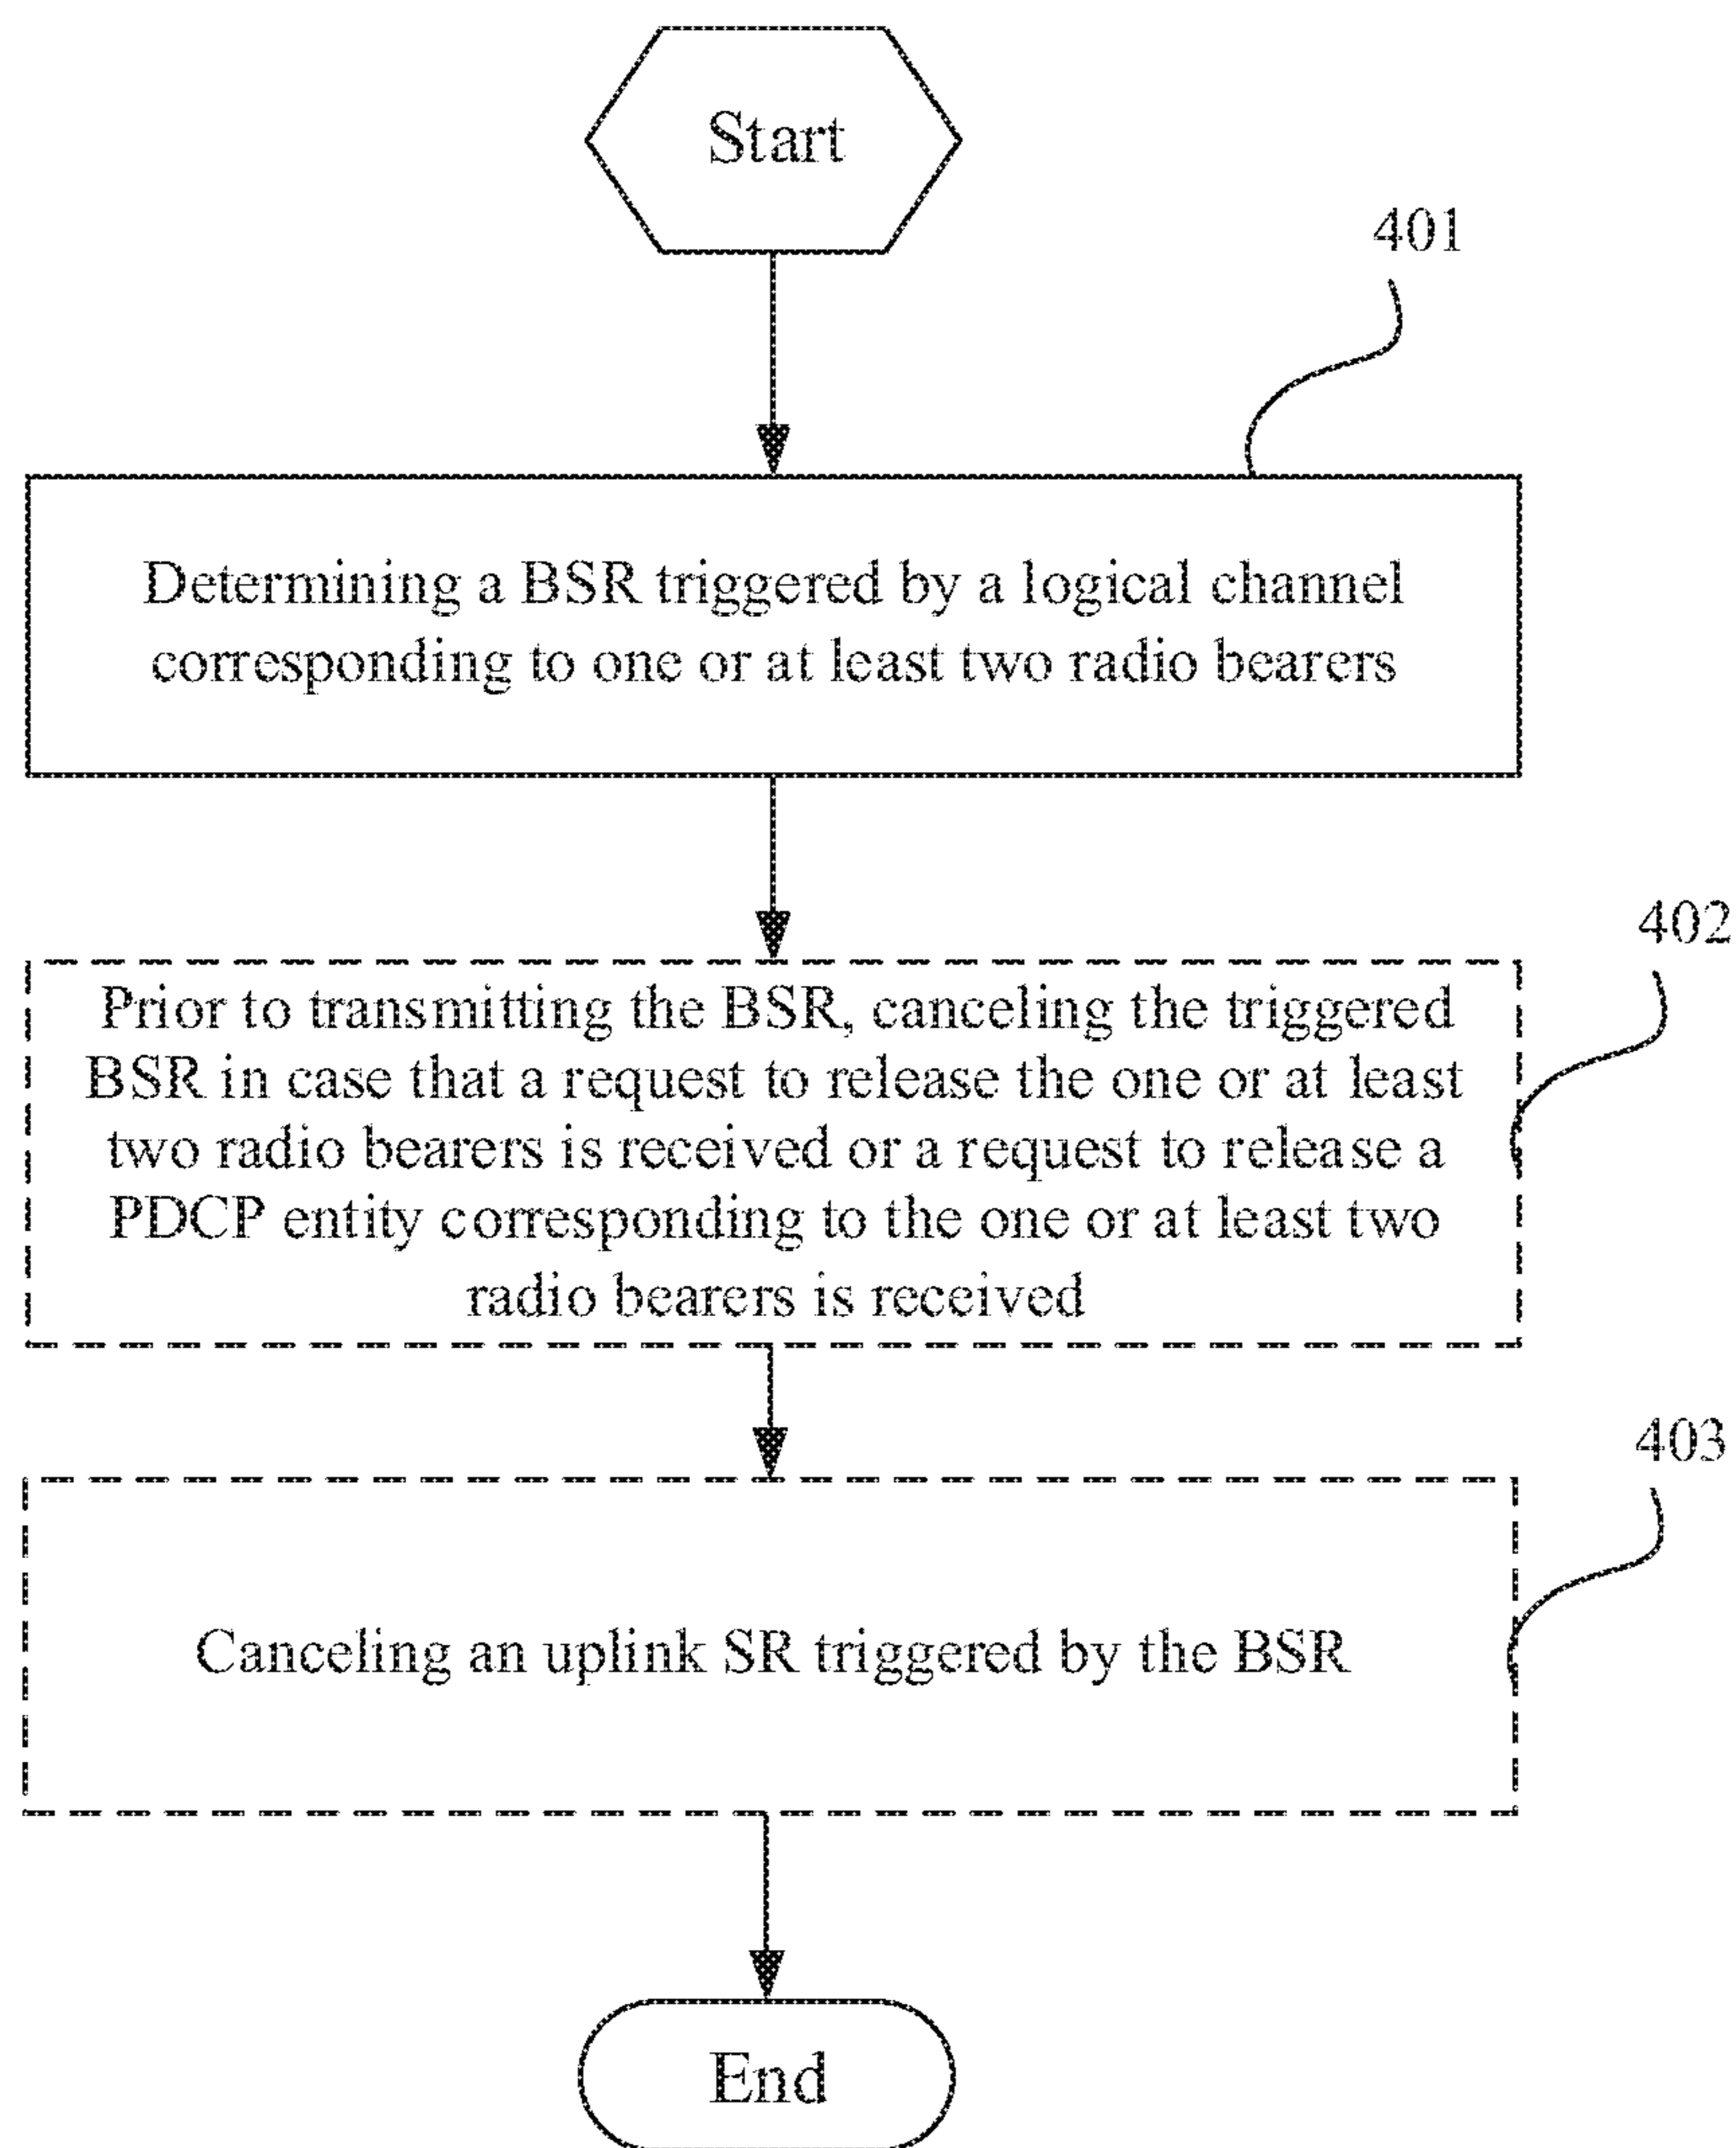 Start
401
Determining a BSR triggered by a logical channel
corresponding to one or at least two radio bearers
402
Prior to transmitting the BSR, canceling the triggered
BSR in case that a request to release the one or at least
two radio bearers is received or a request to release a
PDCP entity corresponding to the one or at least two
radio bearers is received
403
Canceling an uplink SR triggered by the BSR
End